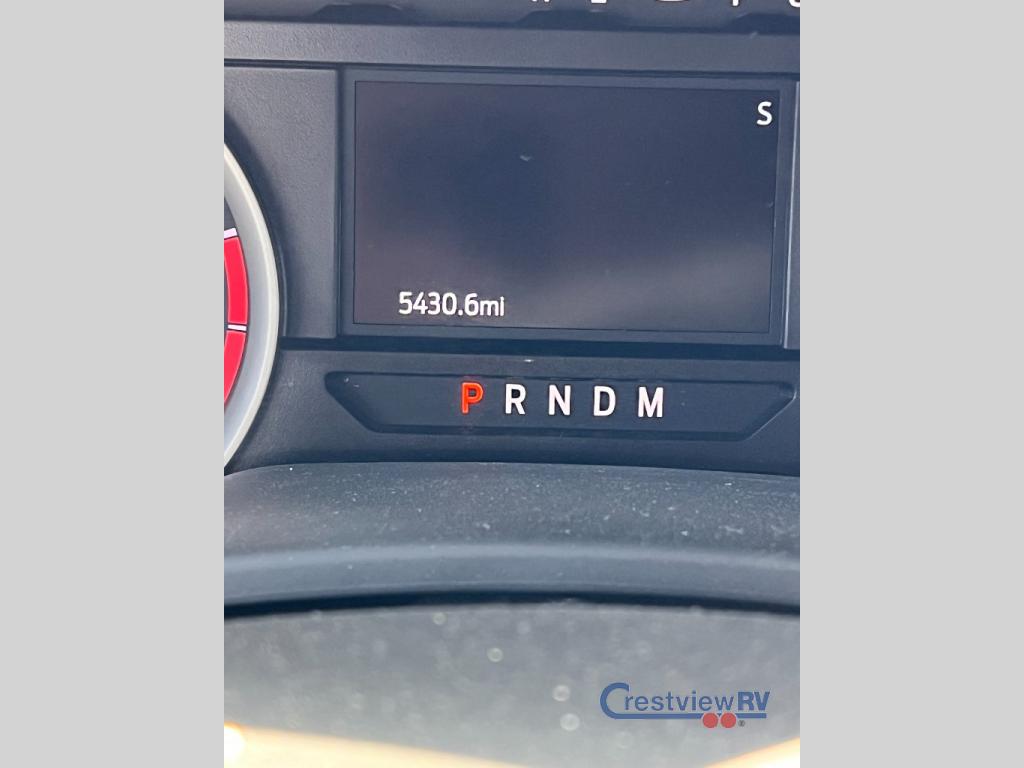 S
5430.6mi
P R N D M
CrestviewRV®